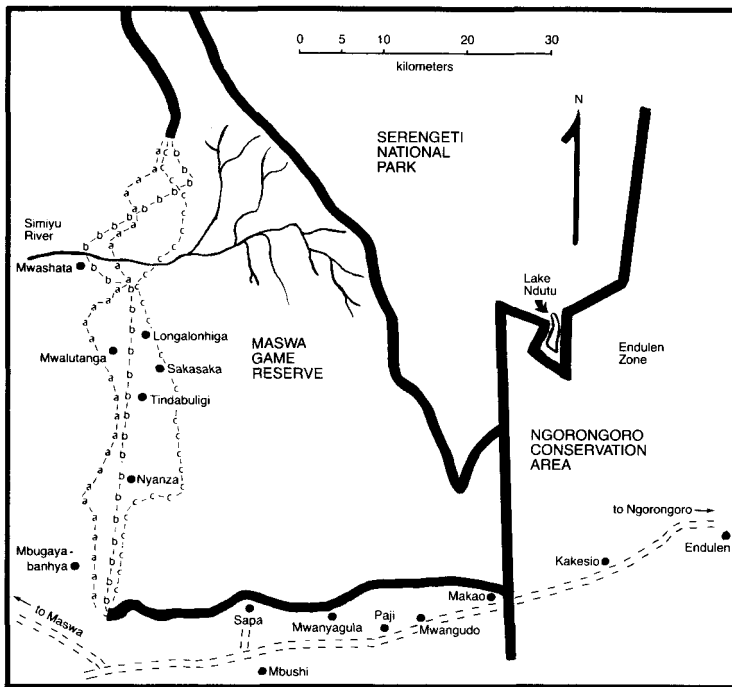 0 5 10 20 30
kilometers
N
SERENGETI
NATIONAL
PARK
Simiyu
River
Mwashata
Lake
Ndutu
Longalonhiga
Mwalutanga
Sakasaka
MASWA
GAME
RESERVE
Endulen
Zone
Tindabuligi
NGORONGORO
CONSERVATION
AREA
Nyanza
to Ngorongoro
Endulen
Mbugaya-
banhya
Kakesio
Makao
to Maswa
Sapa
Mwanyagula
Paji
Mwangudo
Mbushi